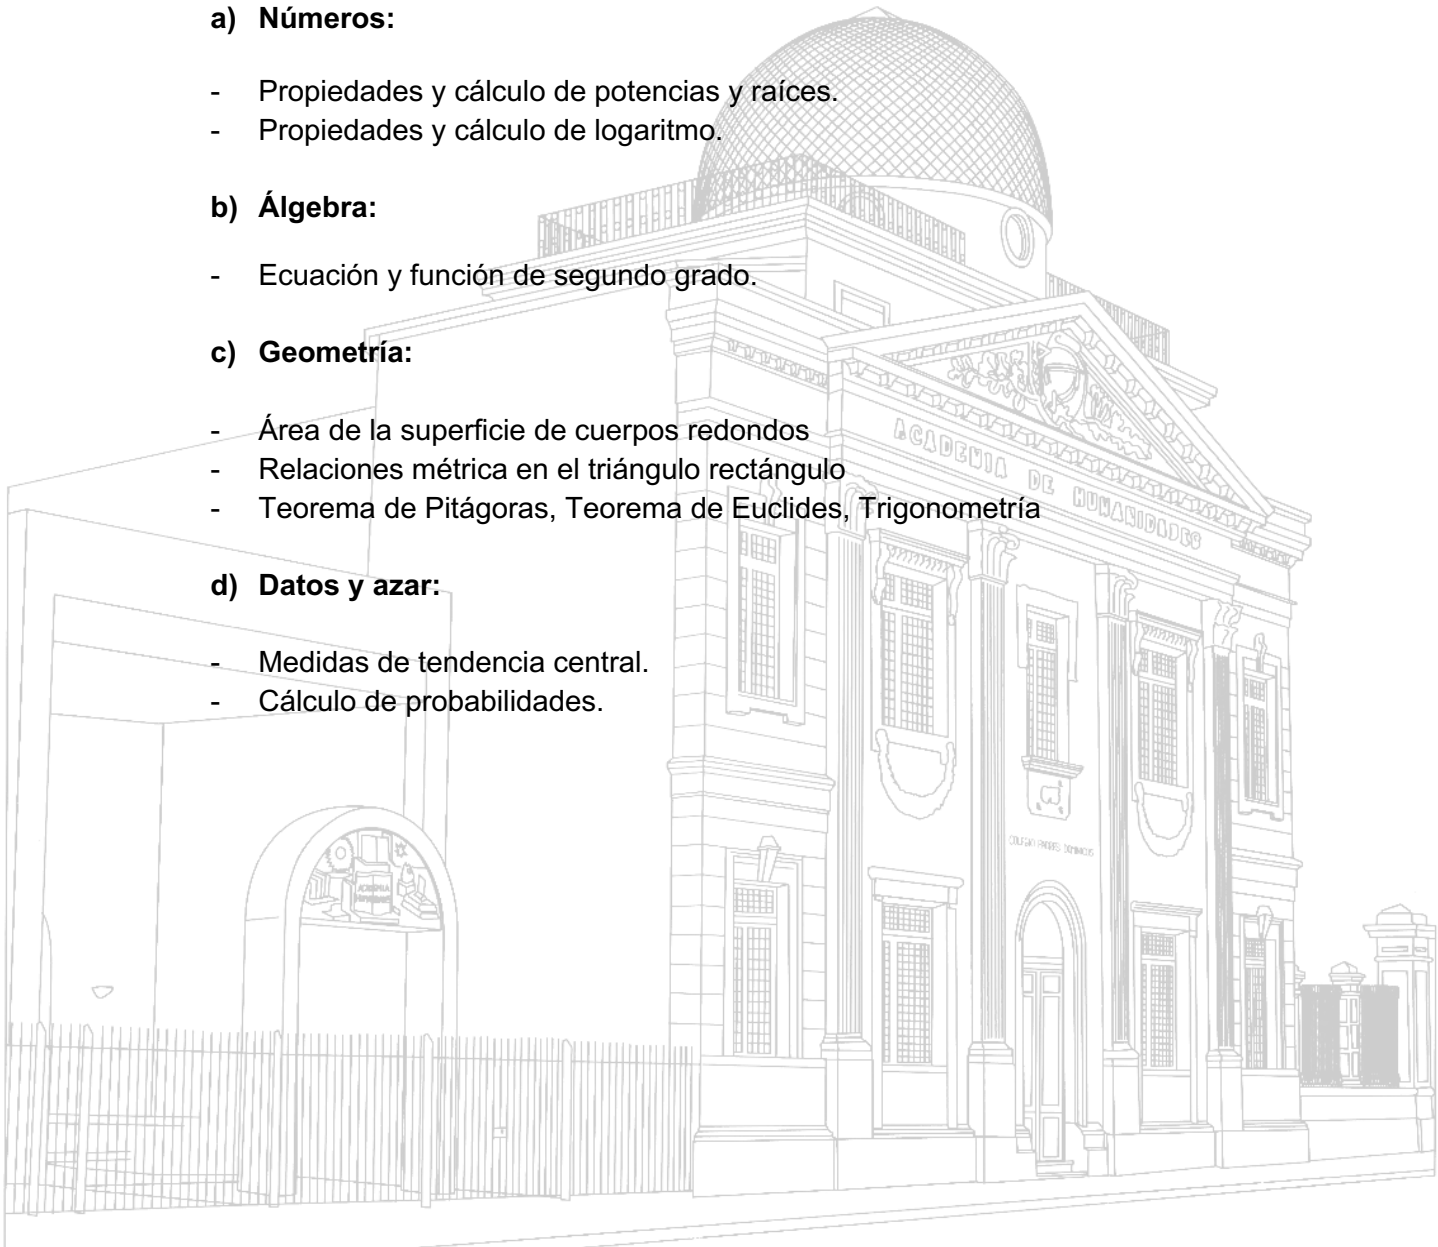 a) Números:
- Propiedades y cálculo de potencias y raíces.
- Propiedades y cálculo de logaritmo.
b) Álgebra:
- Ecuación y función de segundo grado.
c) Geometría:
- Área de la superficie de cuerpos redondos
- Relaciones métrica en el triángulo rectángulo
- Teorema de Pitágoras, Teorema de Euclides, Trigonometría
ACADEMIA DE HUMANIDADES
d) Datos y azar:
- Medidas de tendencia central.
- Cálculo de probabilidades.
COLEGIO PADRES DOMINICOS
ACADEMIA